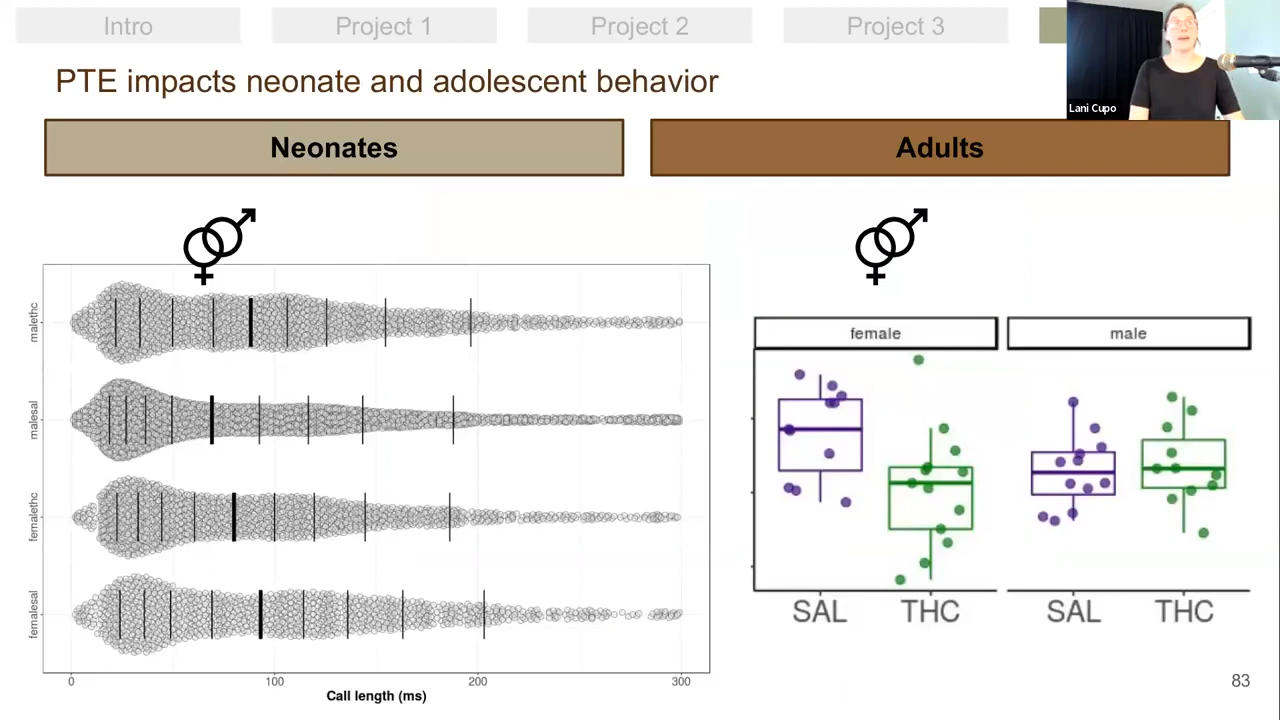 Intro
Project 1
Project 2
Project 3
Lani Cupo
PTE impacts neonate and adolescent behavior
Neonates
Adults
malethc
malesal
femalethc
femalesal
0
100
200
300
Call length (ms)
female
male
SAL
THC
SAL
THC
83